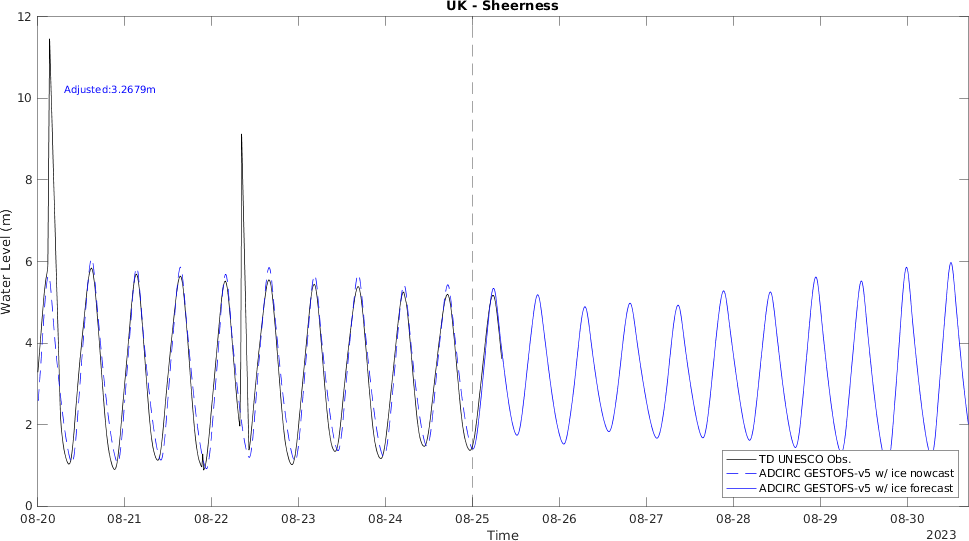 UK - Sheerness
12
10
8
6
4
2
0
Adjusted:3.2679m
Water Level (m)
TD UNESCO Obs.
ADCIRC GESTOFS-v5 w/ ice nowcast
ADCIRC GESTOFS-v5 w/ ice forecast
08-20 08-21 08-22 08-23 08-24 08-25 08-26 08-27 08-28 08-29 08-30
Time
2023